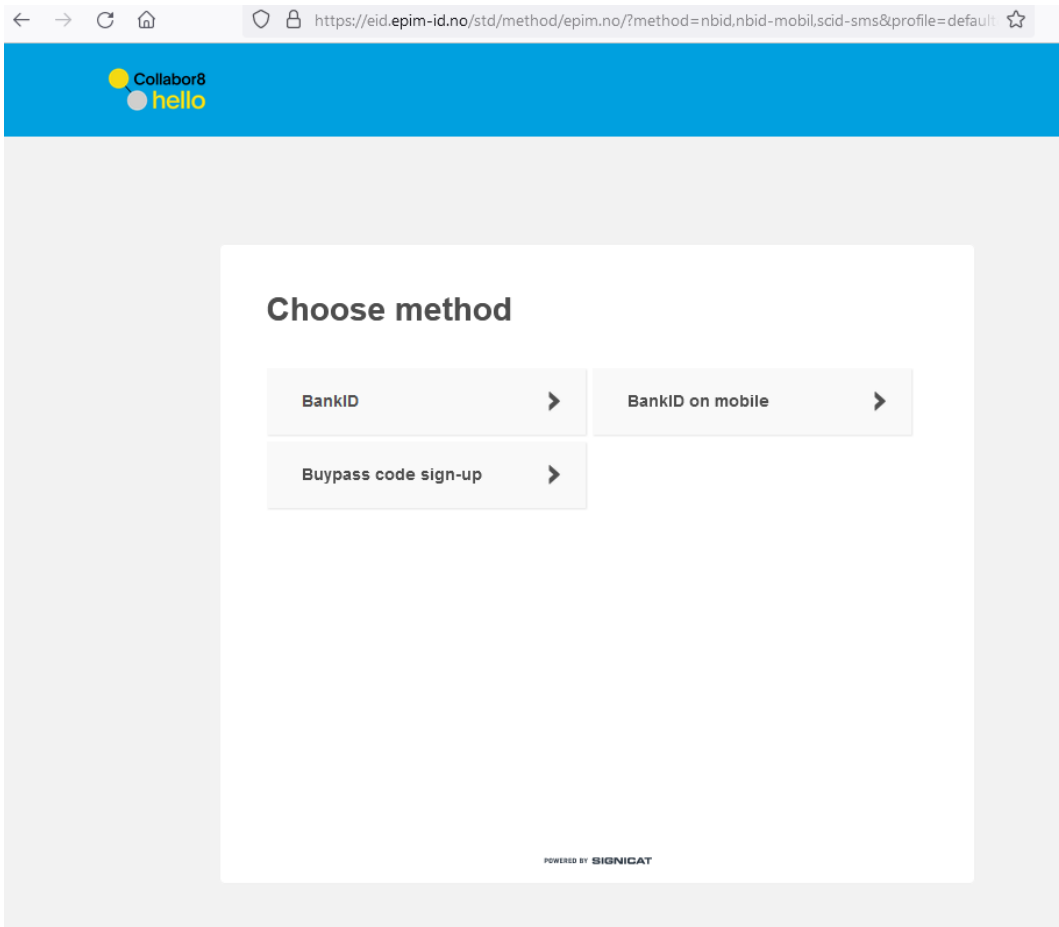 https://eid.epim-id.no/std/method/epim.no/?method=nbid,nbid-mobil,scid-sms&profile=default
Collabor8
hello
Choose method
BankID
BankID on mobile
Buypass code sign-up
POWERED BY SIGNICAT